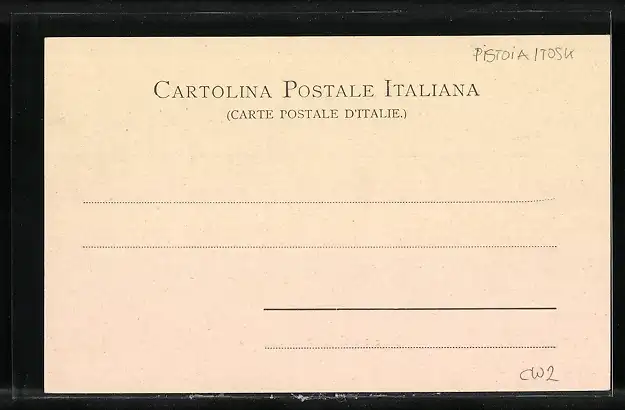 PISTOIA / TOSK
CARTOLINA POSTALE ITALIANA
(CARTE POSTALE D'ITALIE.)
CW2